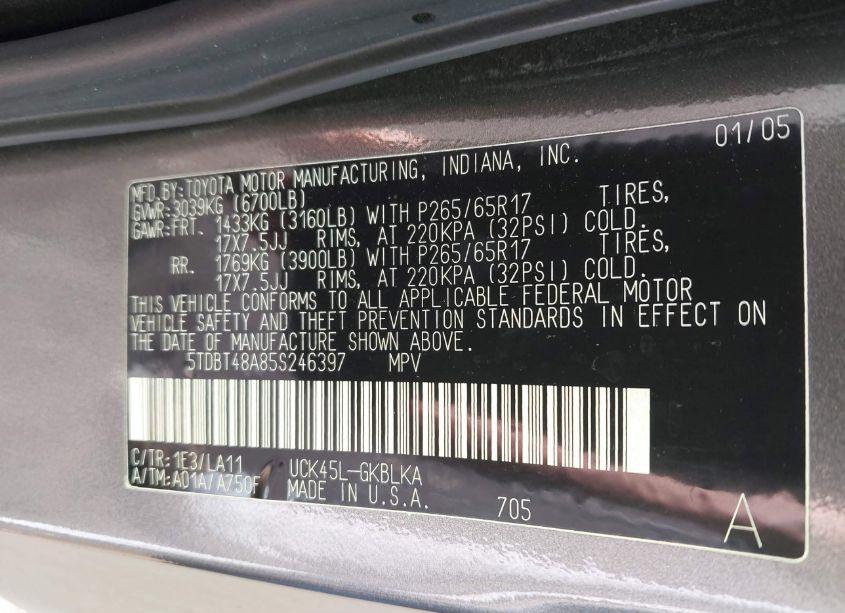 01/05
MFD.BY:TOYOTA MOTOR MANUFACTURING, INDIANA, INC.
GVWR:3039KG (6700LB)
GAWR:FRT. 1433KG (3160LB) WITH P265/65R17 TIRES,
17X7.5JJ RIMS, AT 220KPA (32PSI) COLD.
RR. 1769KG (3900LB) WITH P265/65R17 TIRES,
17X7.5JJ RIMS, AT 220KPA (32PSI) COLD.
THIS VEHICLE CONFORMS TO ALL APPLICABLE FEDERAL MOTOR
VEHICLE SAFETY AND THEFT PREVENTION STANDARDS IN EFFECT ON
THE DATE OF MANUFACTURE SHOWN ABOVE.
5TDBT48A85S246397 MPV
C/TR:1E3/LA11 UCK45L-GKBLKA
A/TM:A01A/A750F MADE IN U.S.A. 705 A